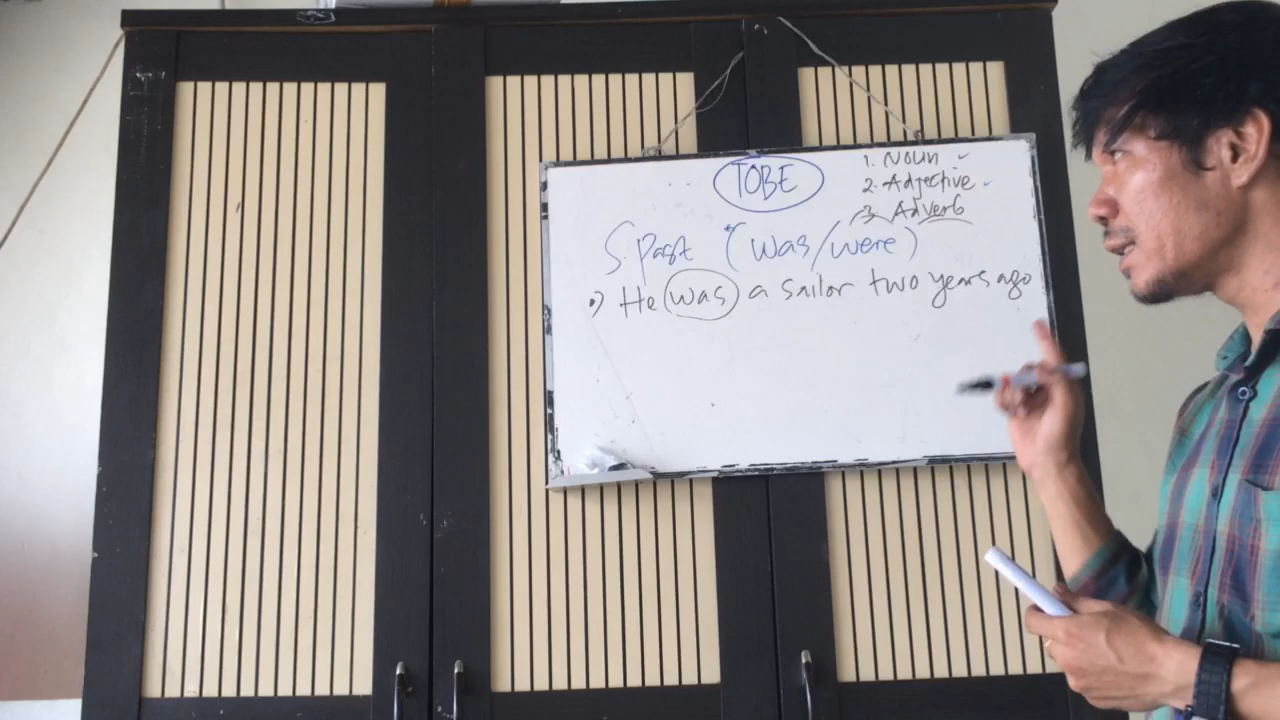 TOBE
1. Noun
2. Adjective
3. Adverb
S. Past (was/were)
He was a sailor two years ago